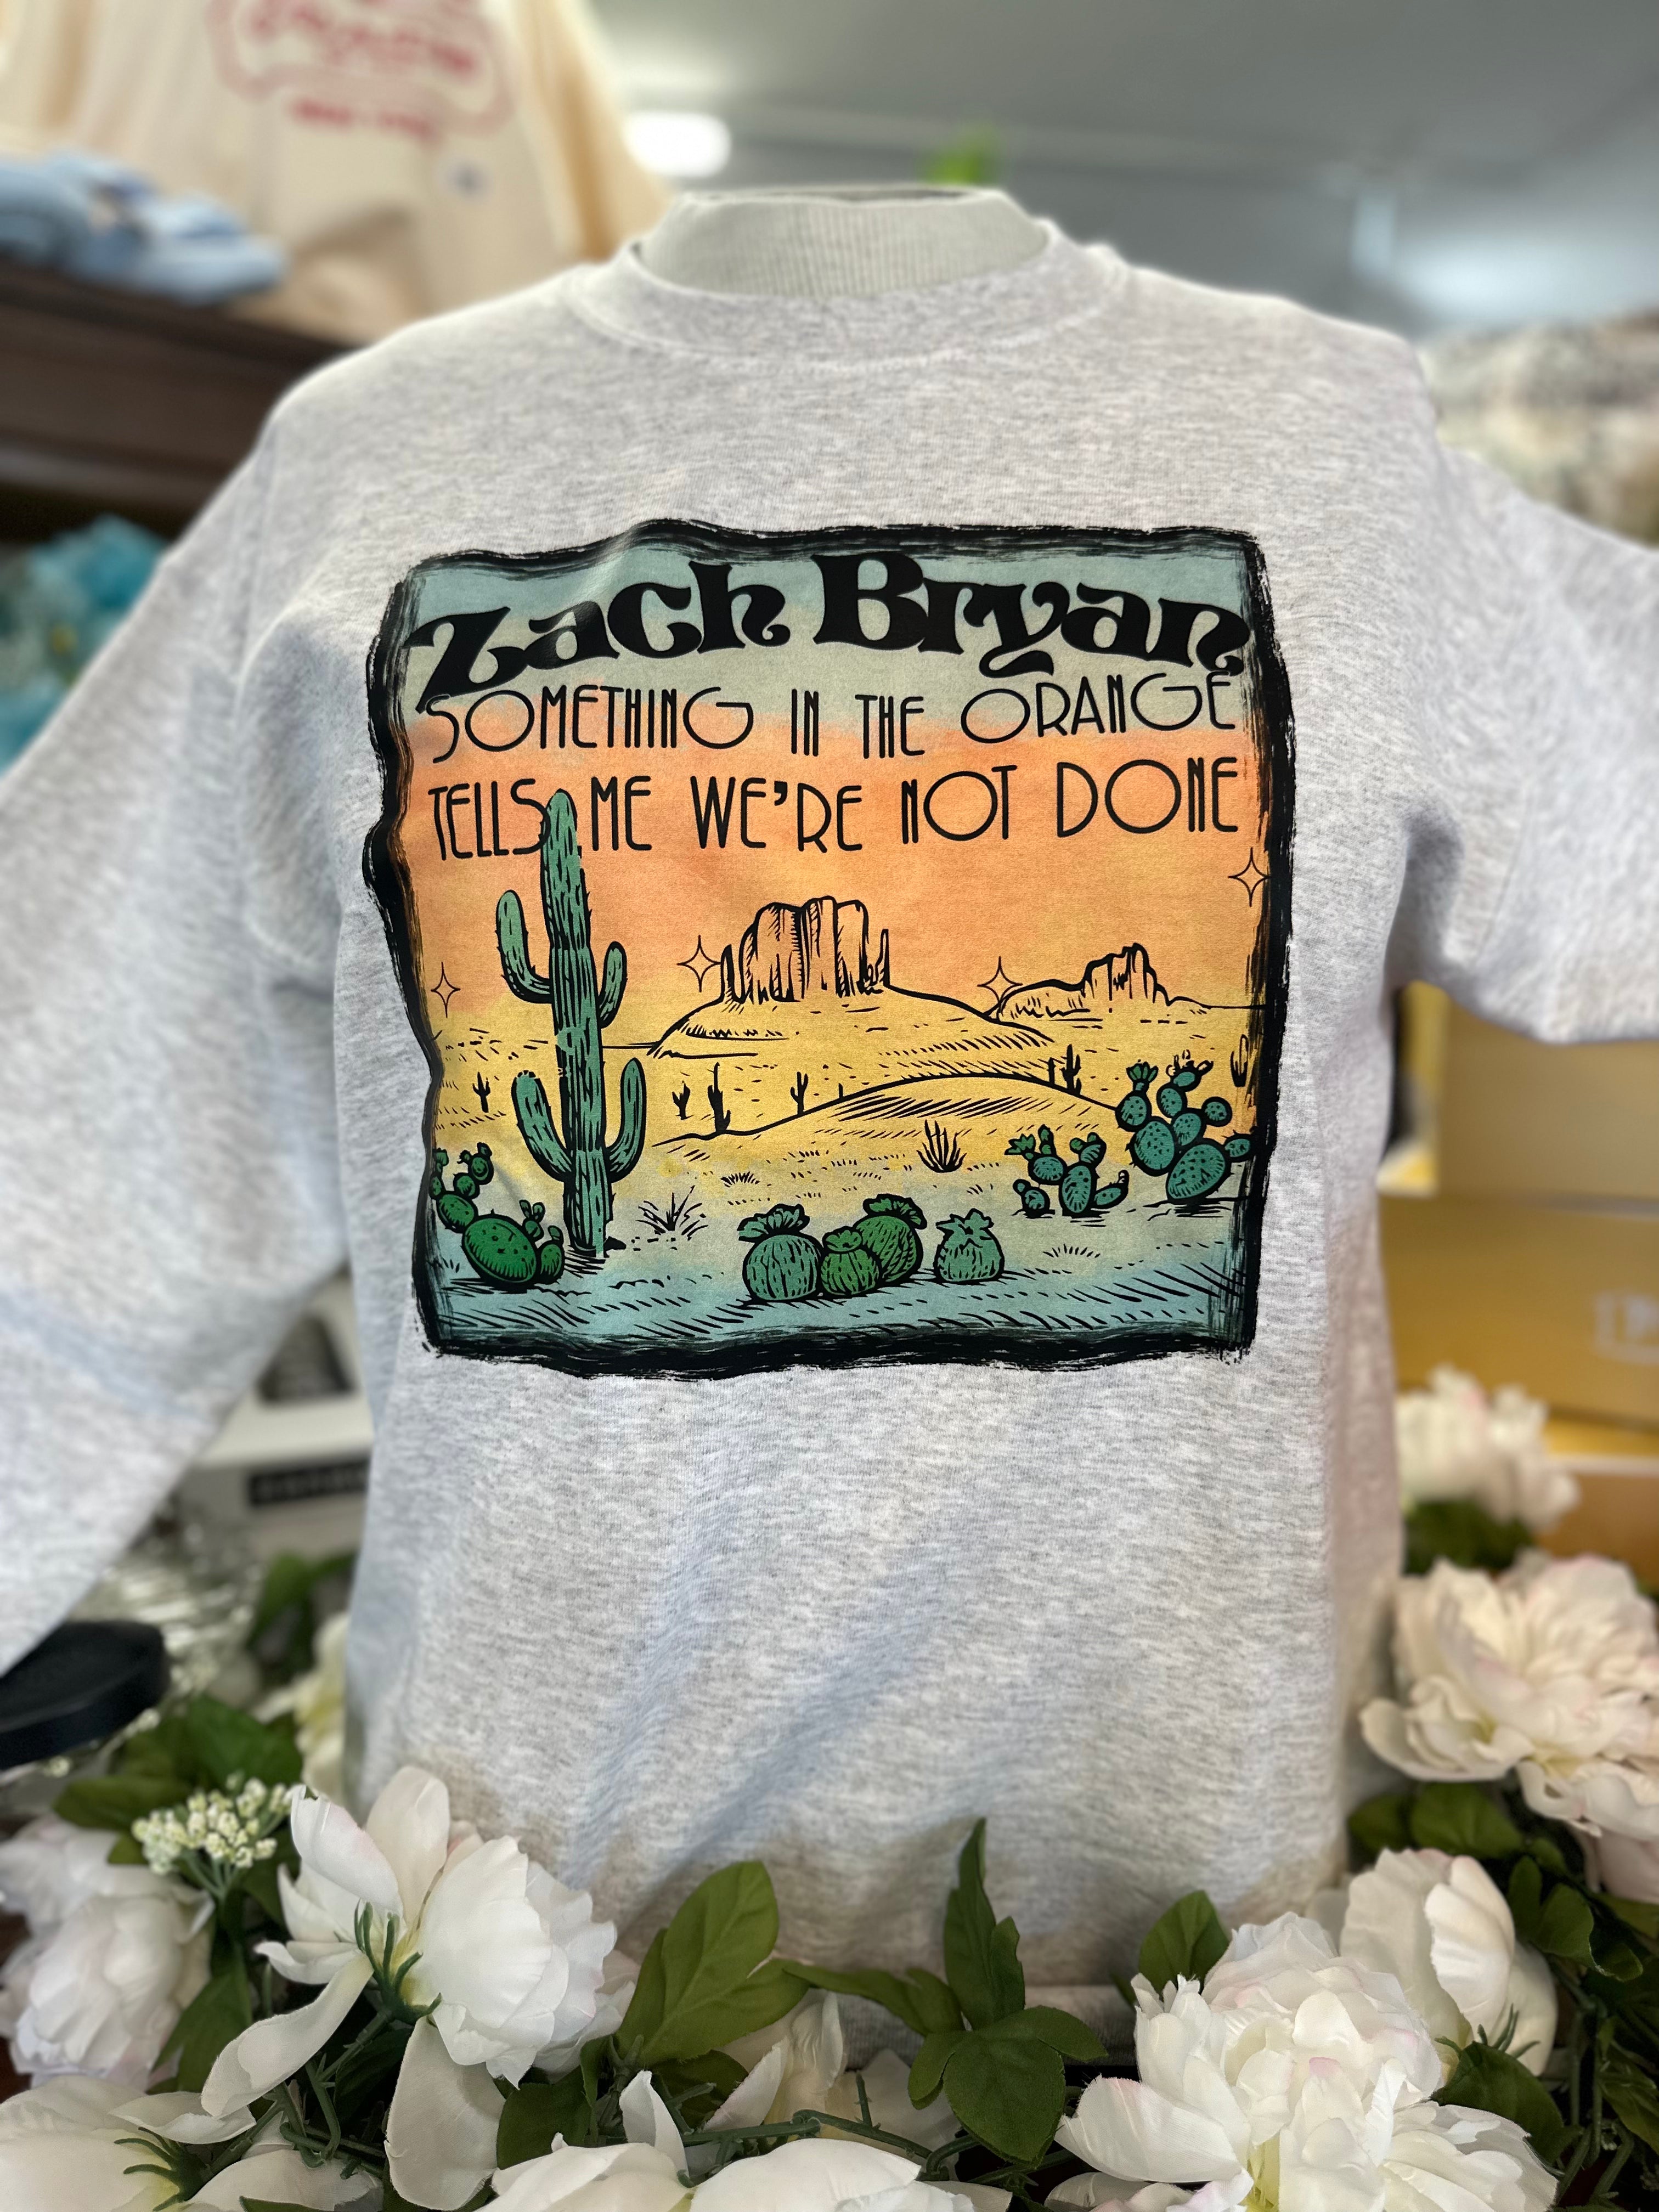 Zach Bryan
SOMETHING IN THE ORANGE
TELLS ME WE'RE NOT DONE